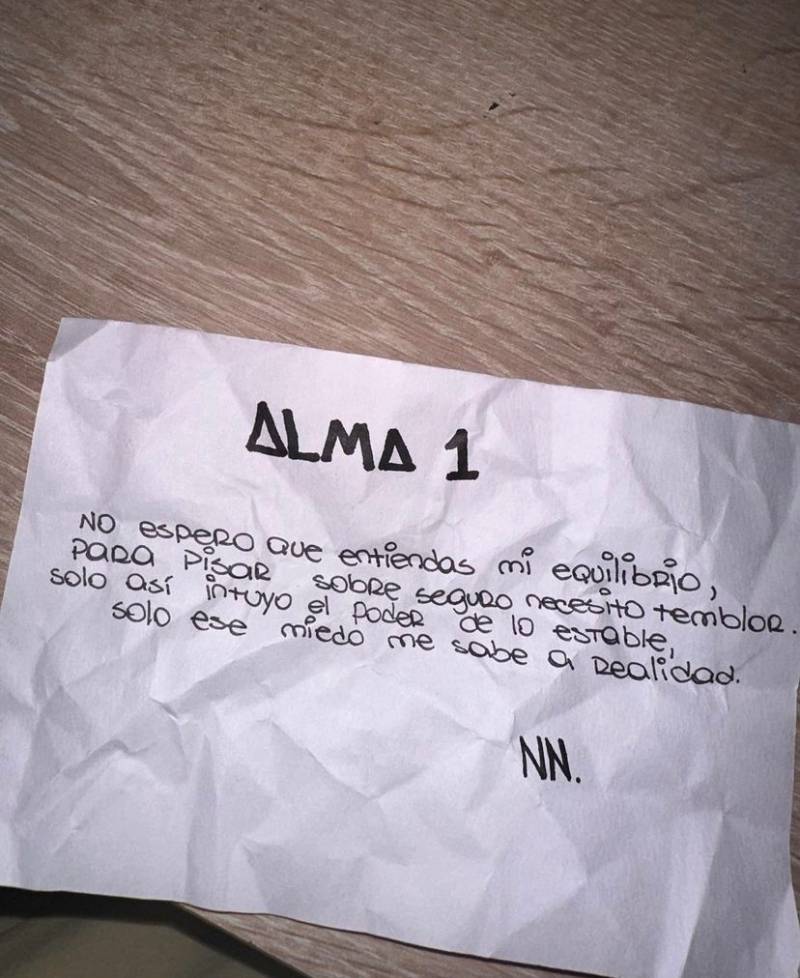 ALMA 1
NO espero que entiendas mi equilibrio,
para pisar sobre seguro necesito temblor.
solo así intuyo el poder de lo estable,
solo ese miedo me sabe a realidad.
NN.